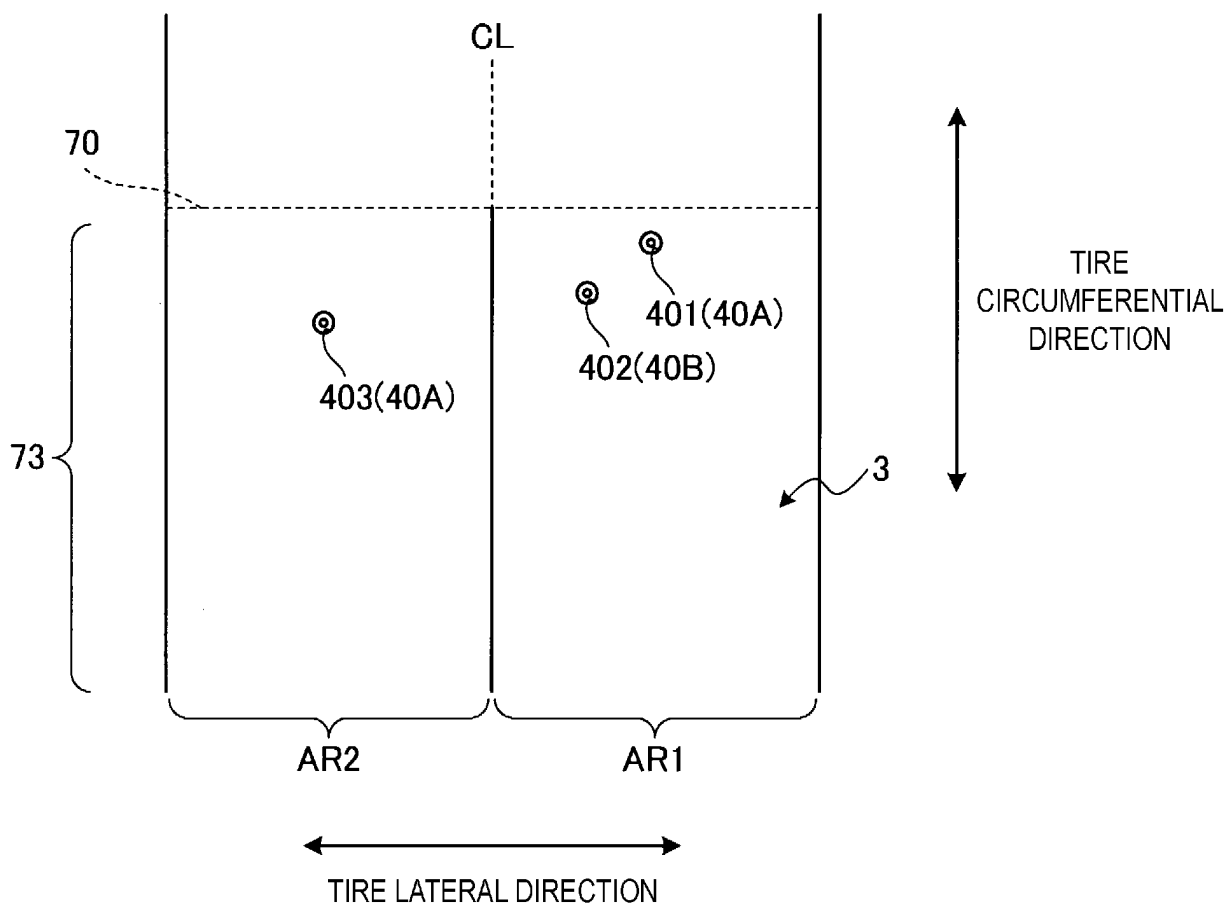 CL
70
401(40A)
402(40B)
403(40A)
TIRE
CIRCUMFERENTIAL
DIRECTION
73
3
AR2
AR1
TIRE LATERAL DIRECTION